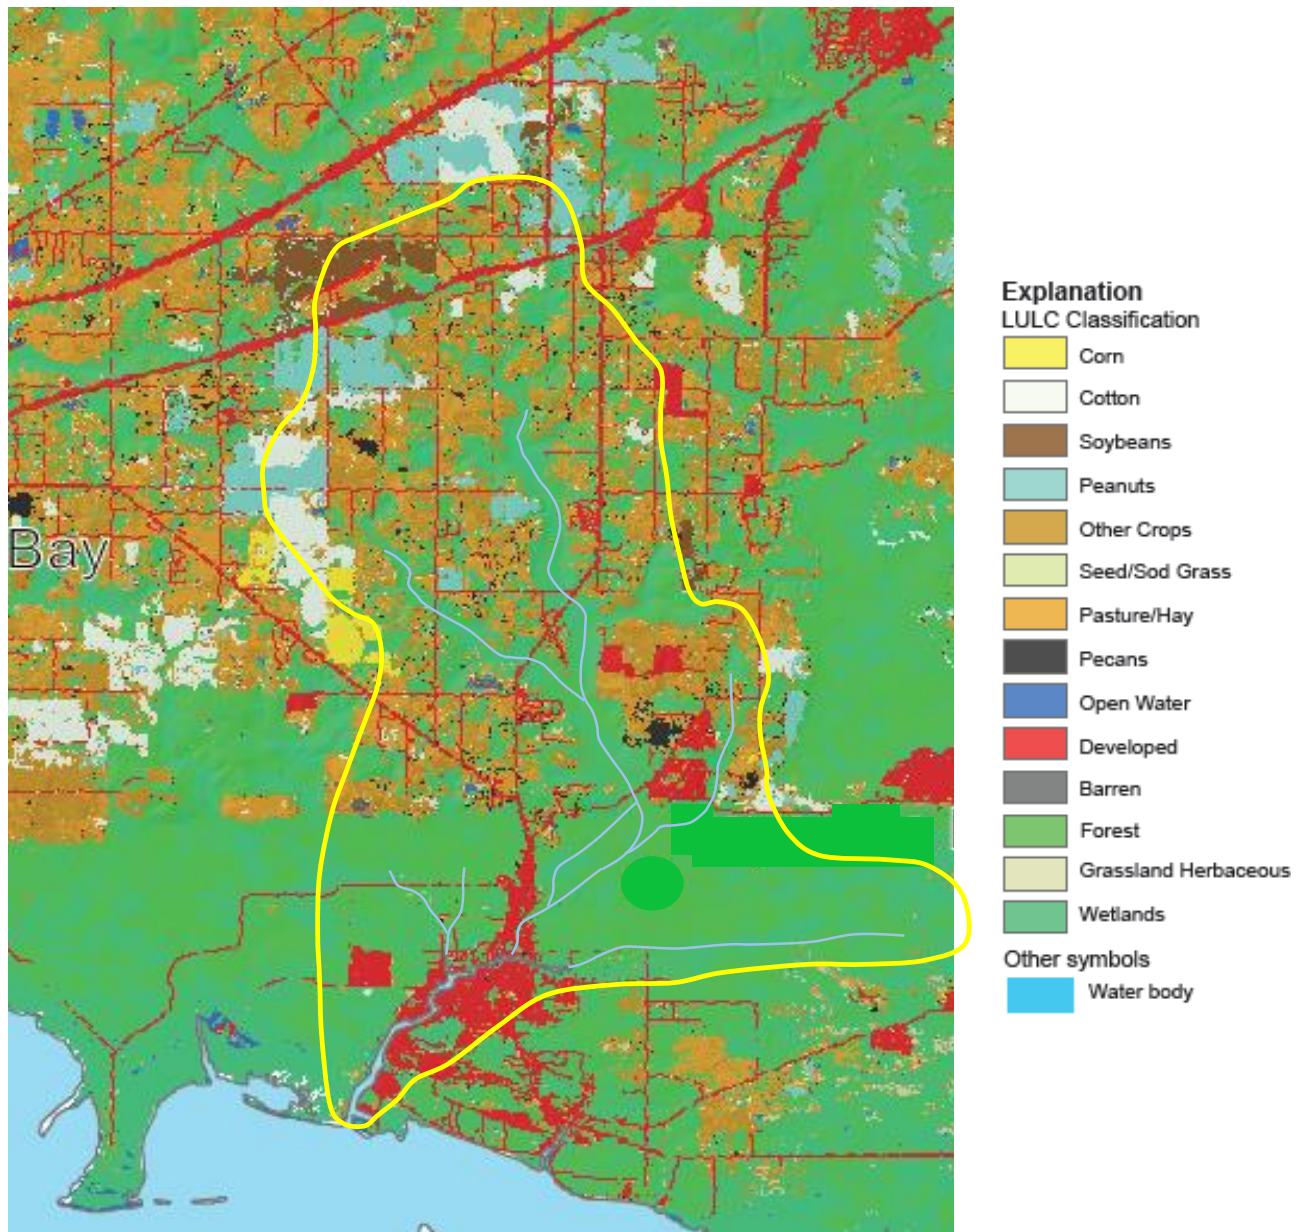 Bay
Explanation
LULC Classification
Corn
Cotton
Soybeans
Peanuts
Other Crops
Seed/Sod Grass
Pasture/Hay
Pecans
Open Water
Developed
Barren
Forest
Grassland Herbaceous
Wetlands
Other symbols
Water body